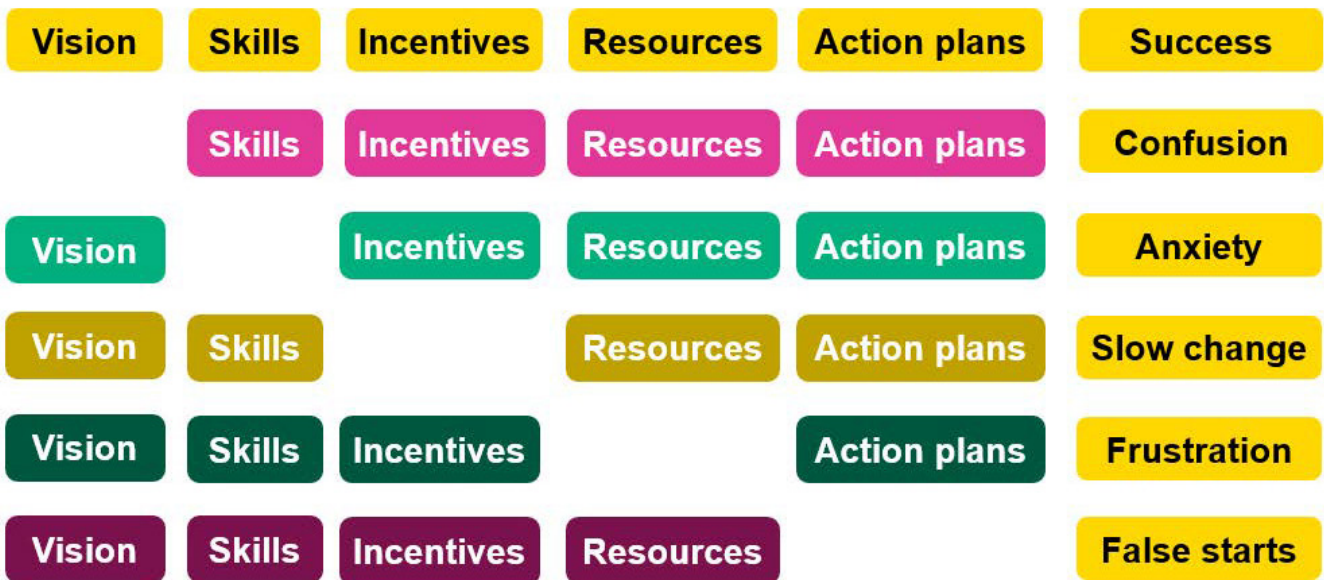 Vision Skills Incentives Resources Action plans Success
Skills Incentives Resources Action plans Confusion
Vision Incentives Resources Action plans Anxiety
Vision Skills Resources Action plans Slow change
Vision Skills Incentives Action plans Frustration
Vision Skills Incentives Resources False starts